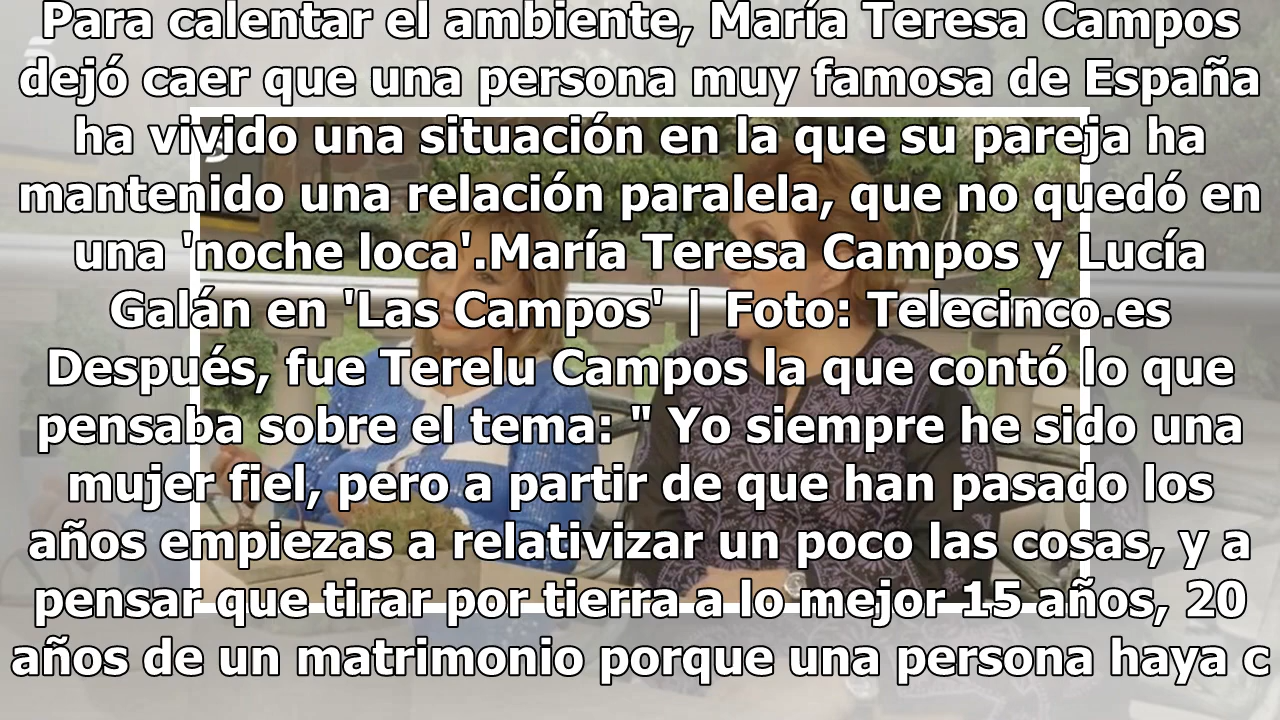 Para calentar el ambiente, María Teresa Campos
dejó caer que una persona muy famosa de España
ha vivido una situación en la que su pareja ha
mantenido una relación paralela, que no quedó en
una 'noche loca'.María Teresa Campos y Lucía
Galán en 'Las Campos' | Foto: Telecinco.es
Después, fue Terelu Campos la que contó lo que
pensaba sobre el tema: " Yo siempre he sido una
mujer fiel, pero a partir de que han pasado los
años empiezas a relativizar un poco las cosas, y a
pensar que tirar por tierra a lo mejor 15 años, 20
años de un matrimonio porque una persona haya c